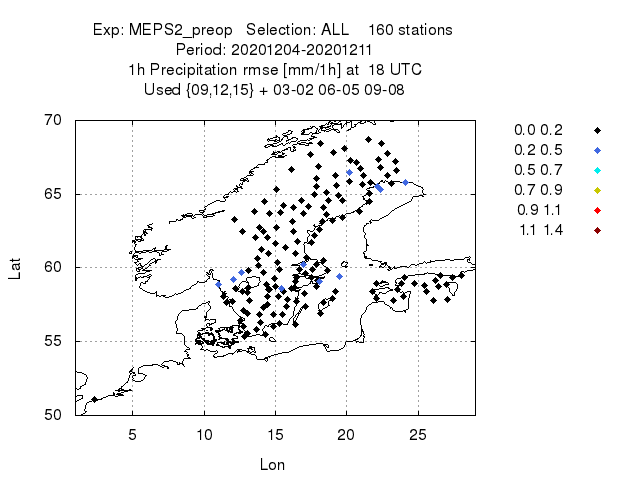 Exp: MEPS2_preop   Selection: ALL    160 stations
Period: 20201204-20201211
1h Precipitation rmse [mm/1h] at  18 UTC
Used {09,12,15} + 03-02 06-05 09-08
70
65
60
55
50
Lat
5 10 15 20 25
Lon
0.0 0.2
0.2 0.5
0.5 0.7
0.7 0.9
0.9 1.1
1.1 1.4